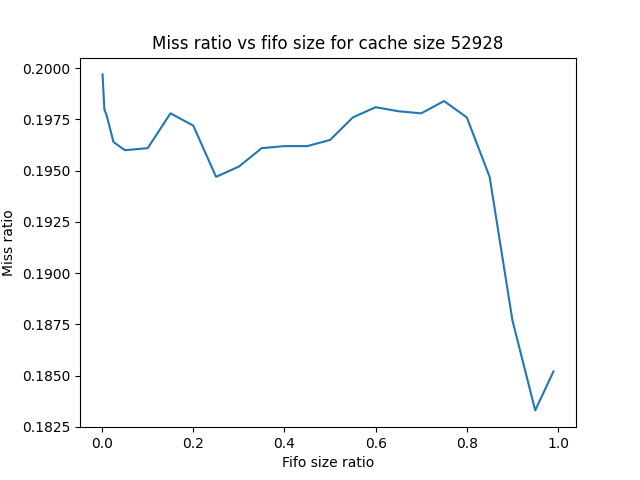 Miss ratio vs fifo size for cache size 52928
0.2000
0.1975
0.1950
0.1925
0.1900
0.1875
0.1850
0.1825
Miss ratio
0.0 0.2 0.4 0.6 0.8 1.0
Fifo size ratio